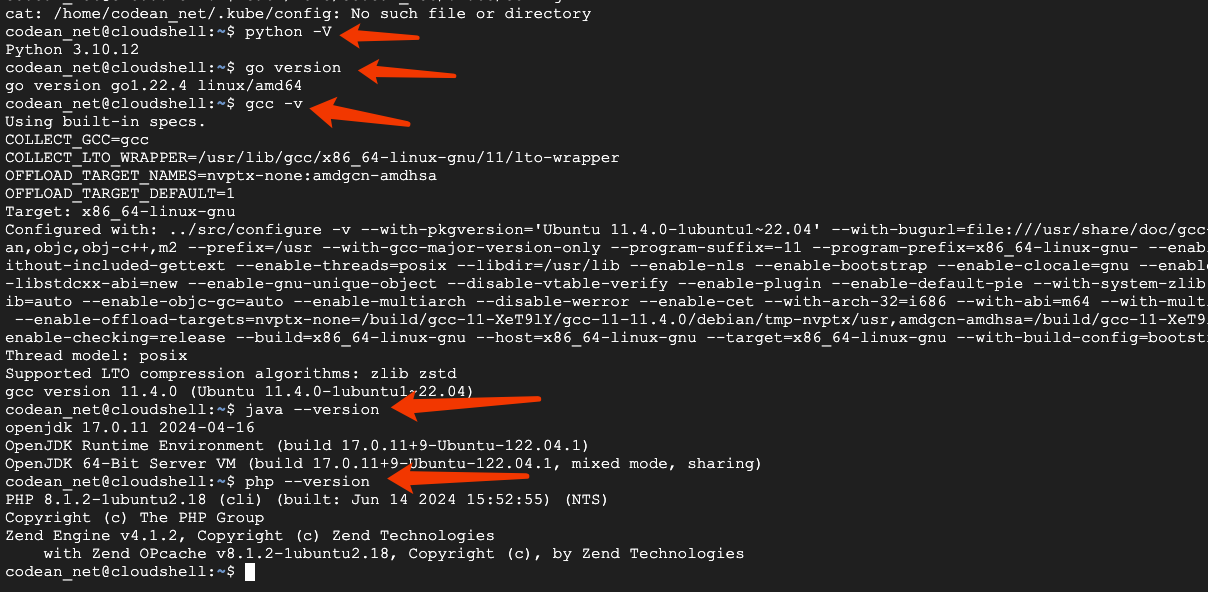 cat: /home/codean_net/.kube/config: No such file or directory
codean_net@cloudshell:~$ python -V
Python 3.10.12
codean_net@cloudshell:~$ go version
go version go1.22.4 linux/amd64
codean_net@cloudshell:~$ gcc -v
Using built-in specs.
COLLECT_GCC=gcc
COLLECT_LTO_WRAPPER=/usr/lib/gcc/x86_64-linux-gnu/11/lto-wrapper
OFFLOAD_TARGET_NAMES=nvptx-none:amdgcn-amdhsa
OFFLOAD_TARGET_DEFAULT=1
Target: x86_64-linux-gnu
Configured with: ../src/configure -v --with-pkgversion='Ubuntu 11.4.0-1ubuntu1~22.04' --with-bugurl=file:///usr/share/doc/gcc-
an,objc,obj-c++,m2 --prefix=/usr --with-gcc-major-version-only --program-suffix=-11 --program-prefix=x86_64-linux-gnu- --enab
ithout-included-gettext --enable-threads=posix --libdir=/usr/lib --enable-nls --enable-bootstrap --enable-clocale=gnu --enabl
-libstdcxx-abi=new --enable-gnu-unique-object --disable-vtable-verify --enable-plugin --enable-default-pie --with-system-zlib
ib=auto --enable-objc-gc=auto --enable-multiarch --disable-werror --enable-cet --with-arch-32=i686 --with-abi=m64 --with-mult
--enable-offload-targets=nvptx-none=/build/gcc-11-XeT9lY/gcc-11-11.4.0/debian/tmp-nvptx/usr,amdgcn-amdhsa=/build/gcc-11-XeT9
enable-checking=release --build=x86_64-linux-gnu --host=x86_64-linux-gnu --target=x86_64-linux-gnu --with-build-config=bootst
Thread model: posix
Supported LTO compression algorithms: zlib zstd
gcc version 11.4.0 (Ubuntu 11.4.0-1ubuntu1~22.04)
codean_net@cloudshell:~$ java --version
openjdk 17.0.11 2024-04-16
OpenJDK Runtime Environment (build 17.0.11+9-Ubuntu-122.04.1)
OpenJDK 64-Bit Server VM (build 17.0.11+9-Ubuntu-122.04.1, mixed mode, sharing)
codean_net@cloudshell:~$ php --version
PHP 8.1.2-1ubuntu2.18 (cli) (built: Jun 14 2024 15:52:55) (NTS)
Copyright (c) The PHP Group
Zend Engine v4.1.2, Copyright (c) Zend Technologies
    with Zend OPcache v8.1.2-1ubuntu2.18, Copyright (c), by Zend Technologies
codean_net@cloudshell:~$